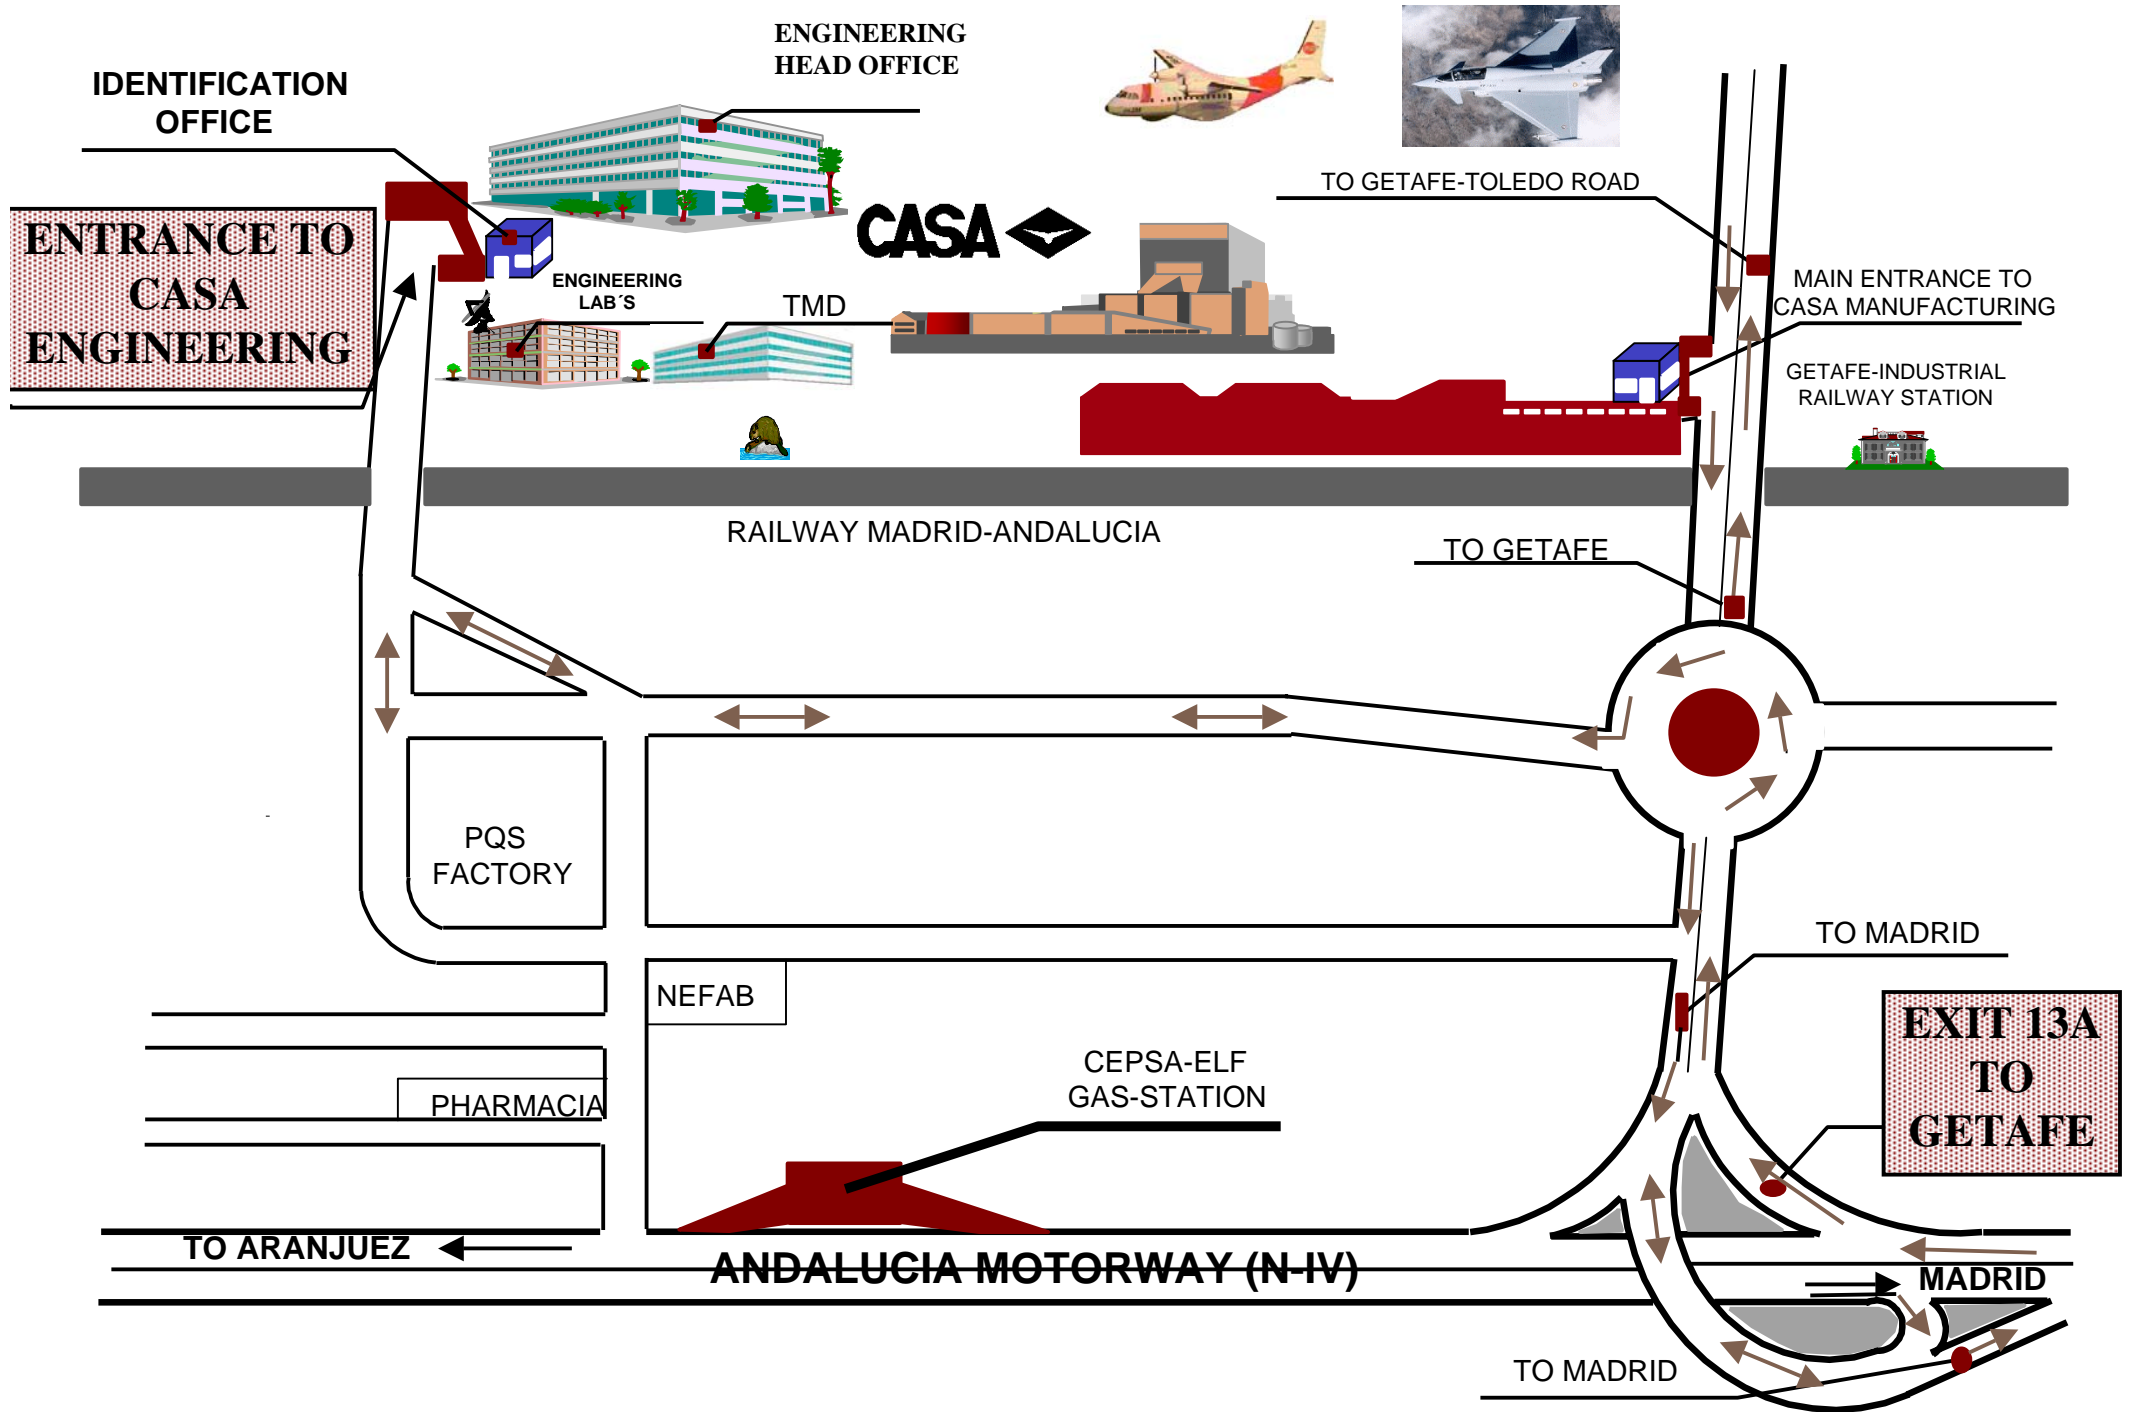 ENGINEERING
HEAD OFFICE
IDENTIFICATION
OFFICE
TO GETAFE-TOLEDO ROAD
ENTRANCE TO
CASA
ENGINEERING
CASA
ENGINEERING
LAB´S
TMD
MAIN ENTRANCE TO
CASA MANUFACTURING
GETAFE-INDUSTRIAL
RAILWAY STATION
RAILWAY MADRID-ANDALUCIA
TO GETAFE
PQS
FACTORY
TO MADRID
NEFAB
EXIT 13A
TO
GETAFE
CEPSA-ELF
GAS-STATION
PHARMACIA
TO ARANJUEZ
ANDALUCIA MOTORWAY (N-IV)
MADRID
TO MADRID